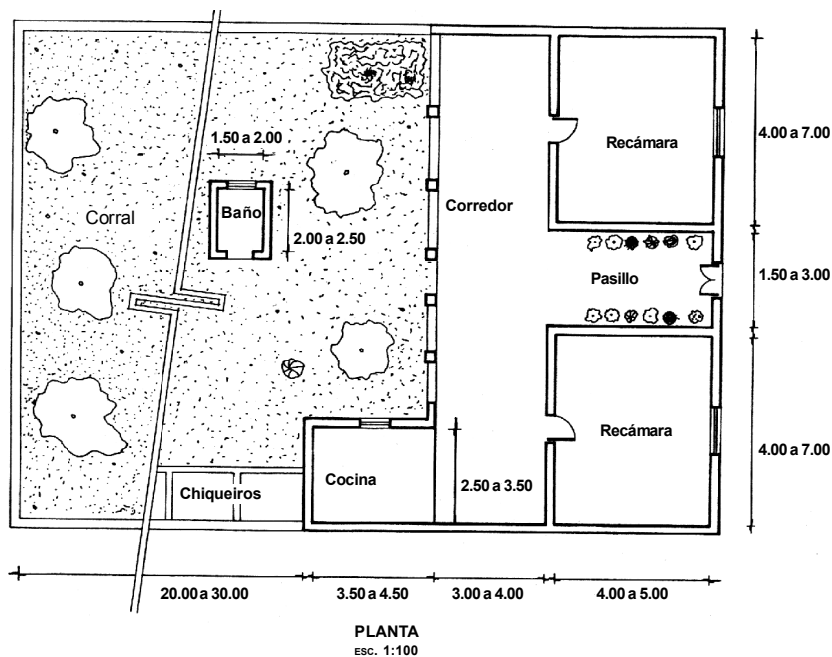 1.50 a 2.00
Recámara
4.00 a 7.00
Corral
Baño
Corredor
2.00 a 2.50
Pasillo
1.50 a 3.00
Recámara
4.00 a 7.00
Chiqueiros
Cocina
2.50 a 3.50
20.00 a 30.00
3.50 a 4.50
3.00 a 4.00
4.00 a 5.00
PLANTA
ESC. 1:100